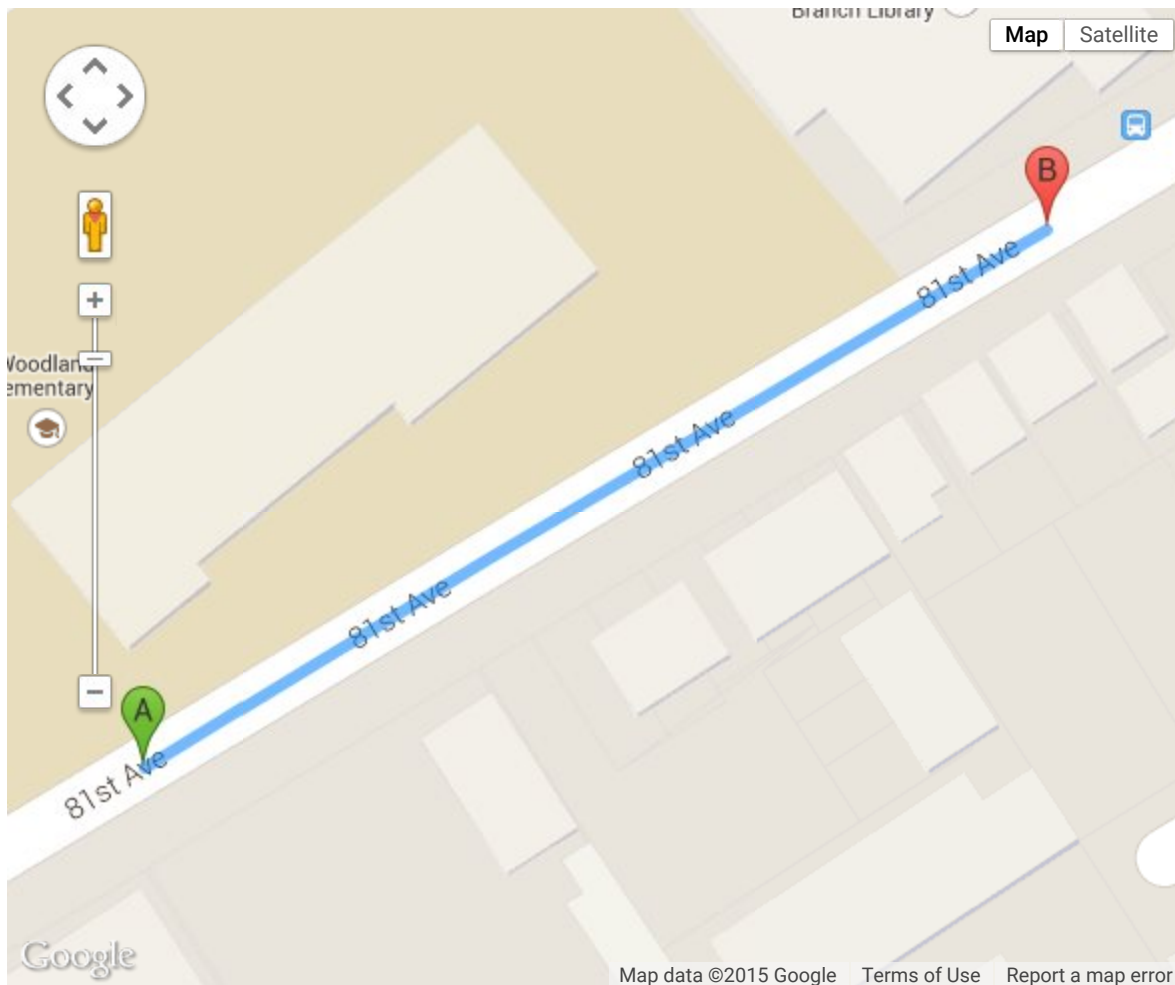 Branch Library
Map
Satellite
B
81st Ave
+
Woodland
ementary
81st Ave
81st Ave
A
81st Ave
Google
Map data ©2015 Google
Terms of Use
Report a map error